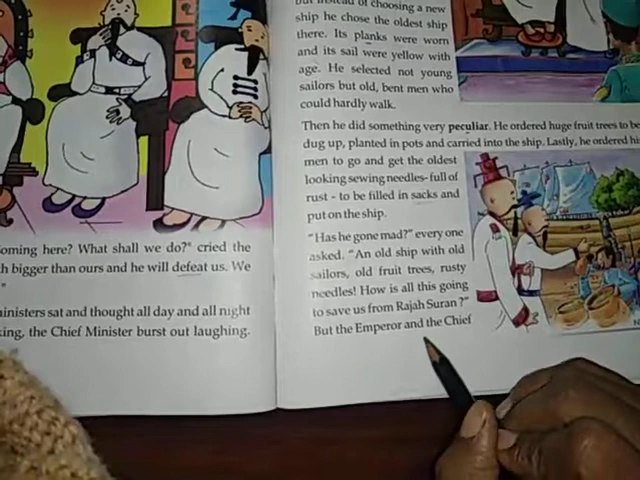 oming here? What shall we do?" cried the
h bigger than ours and he will defeat us. We
"
ministers sat and thought all day and all night
king, the Chief Minister burst out laughing.
But instead of choosing a new
ship he chose the oldest ship
there. Its planks were worn
and its sail were yellow with
age. He selected not young
sailors but old, bent men who
could hardly walk.
Then he did something very peculiar. He ordered huge fruit trees to be
dug up, planted in pots and carried into the ship. Lastly, he ordered his
men to go and get the oldest
looking sewing needles- full of
rust - to be filled in sacks and
put on the ship.
"Has he gone mad?" every one
asked. "An old ship with old
sailors, old fruit trees, rusty
needles! How is all this going
to save us from Rajah Suran ?"
But the Emperor and the Chief